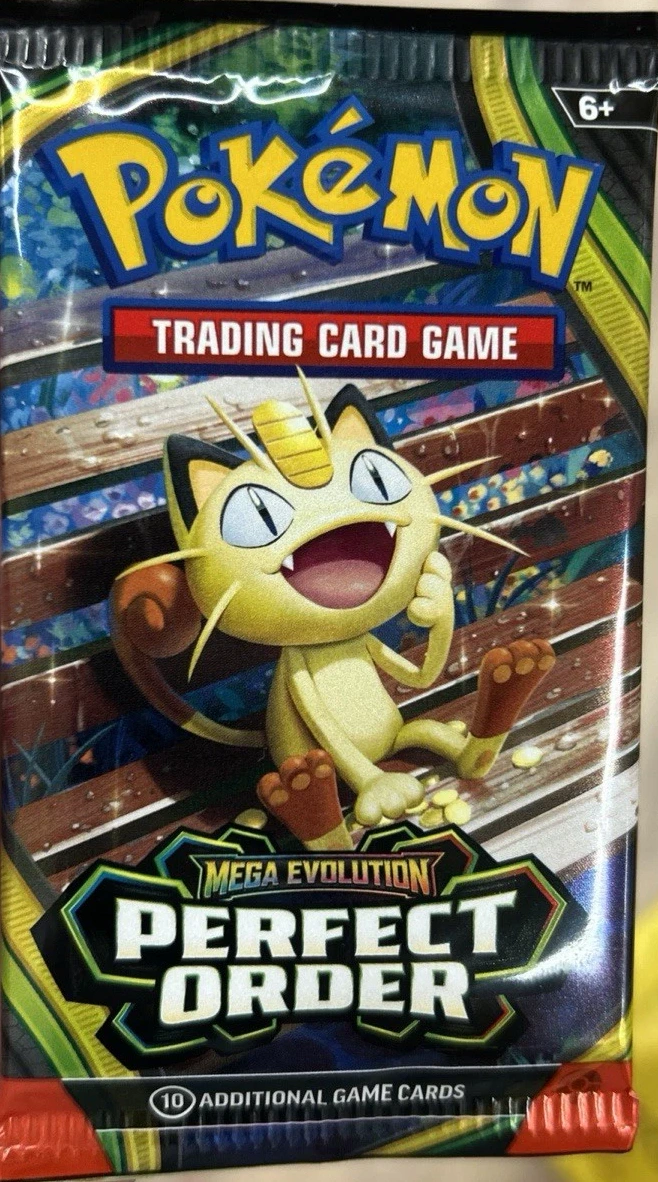 6+
POKéMON
™
TRADING CARD GAME
MEGA EVOLUTION
PERFECT
ORDER
10 ADDITIONAL GAME CARDS